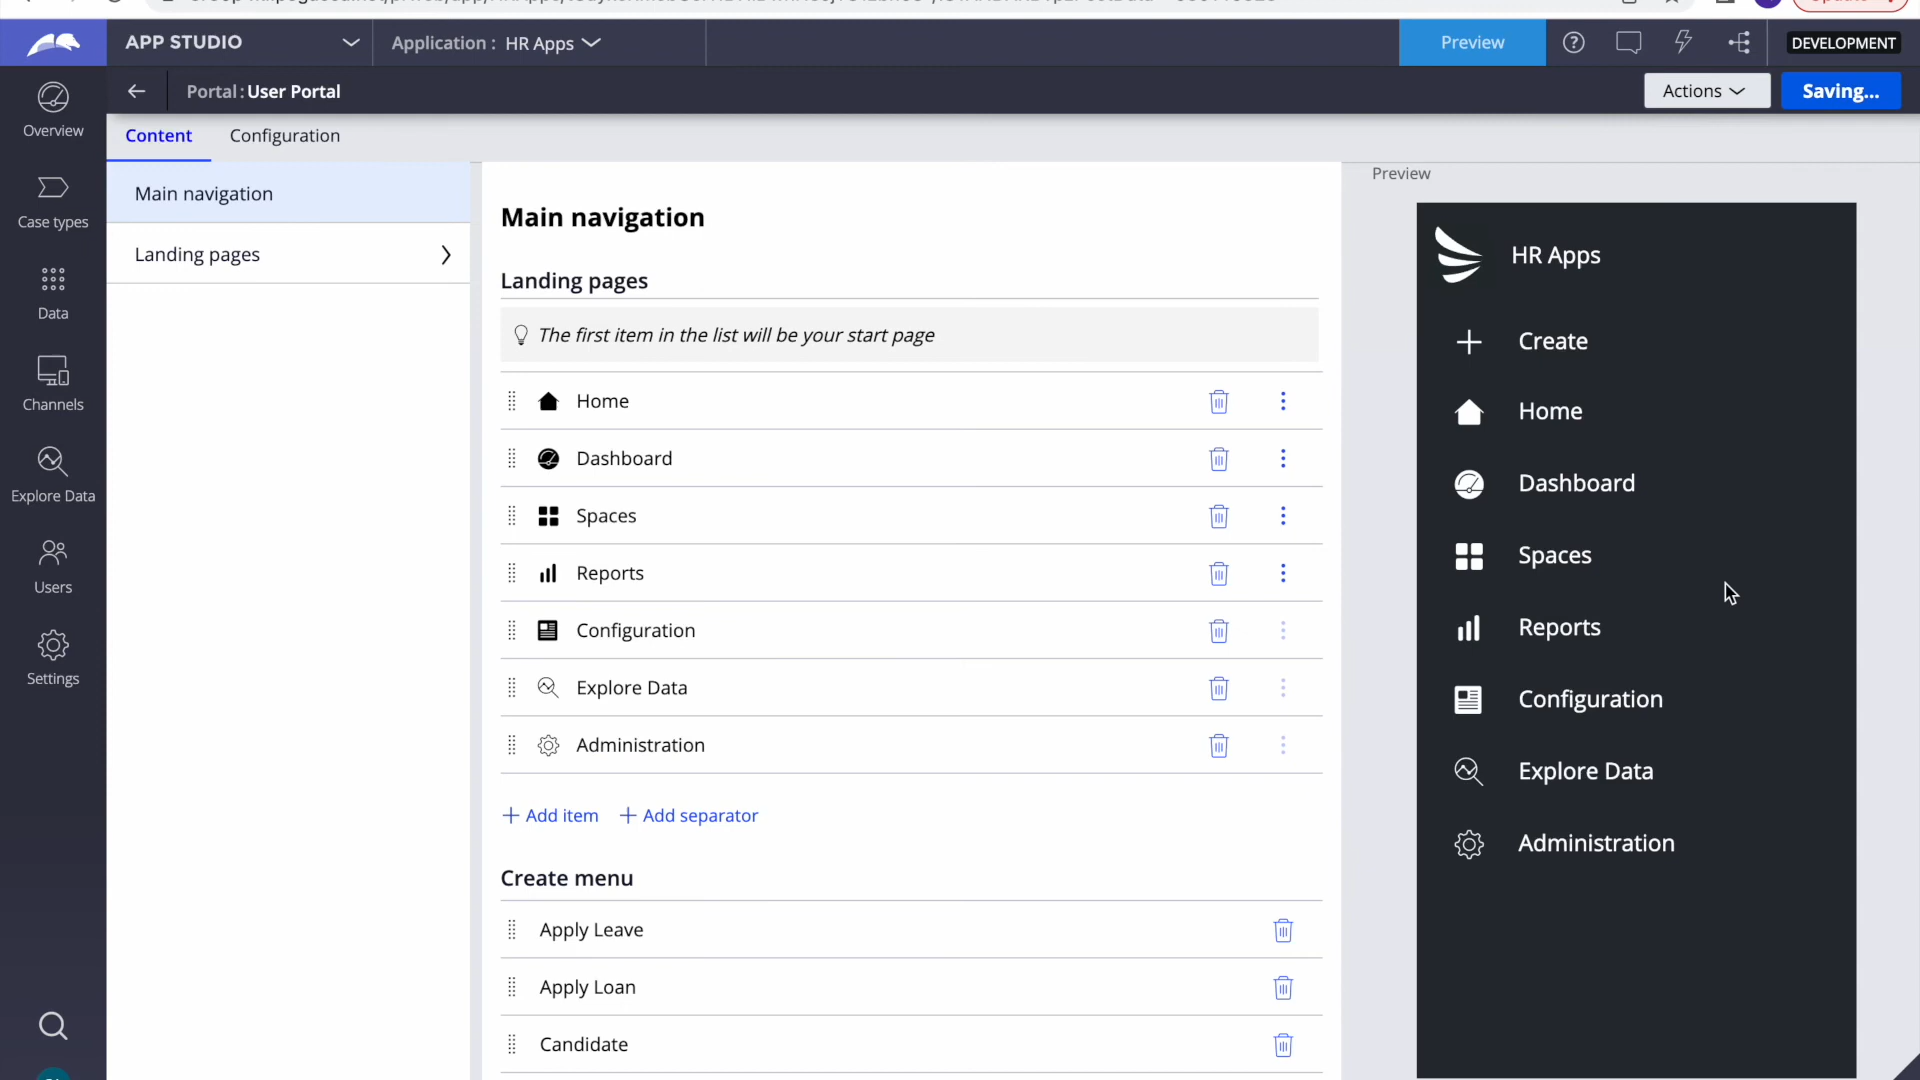 APP STUDIO
Application : HR Apps
Preview
DEVELOPMENT
Portal : User Portal
Actions
Saving...
Overview
Case types
Data
Channels
Explore Data
Users
Settings
Content
Configuration
Main navigation
Landing pages
Main navigation
Landing pages
The first item in the list will be your start page
Home
Dashboard
Spaces
Reports
Configuration
Explore Data
Administration
Add item
Add separator
Create menu
Apply Leave
Apply Loan
Candidate
Preview
HR Apps
Create
Home
Dashboard
Spaces
Reports
Configuration
Explore Data
Administration